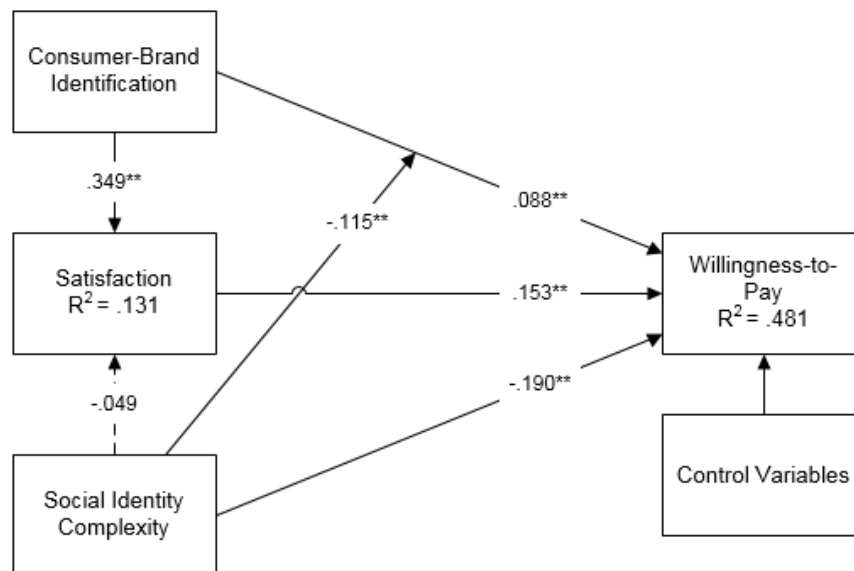 Consumer-Brand
Identification
.349**
-.115**
.088**
Satisfaction
R² = .131
.153**
Willingness-to-
Pay
R² = .481
-.049
-.190**
Social Identity
Complexity
Control Variables